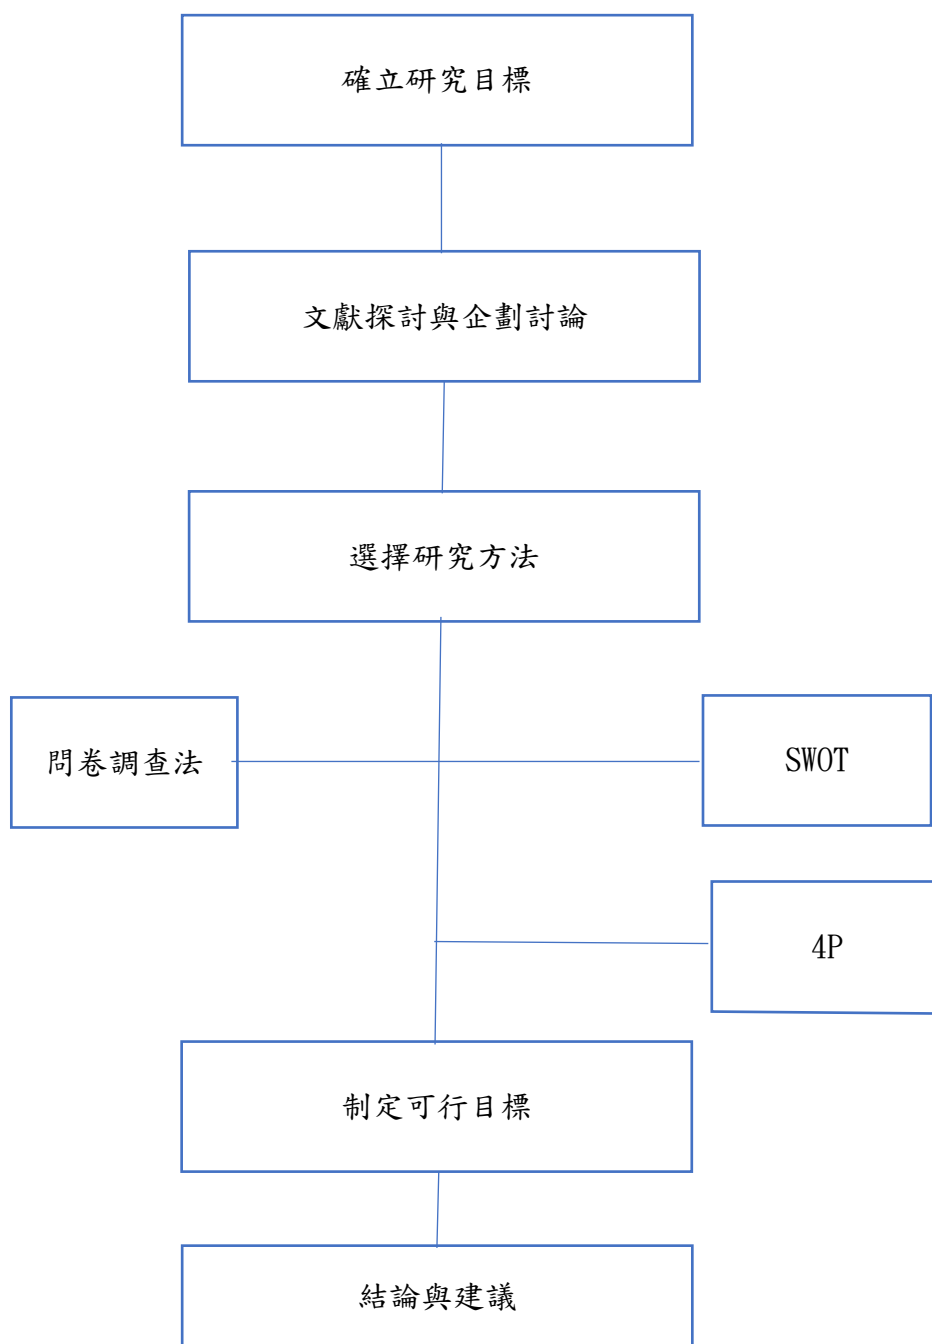 確立研究目標
文獻探討與企劃討論
選擇研究方法
問卷調查法
SWOT
4P
制定可行目標
結論與建議